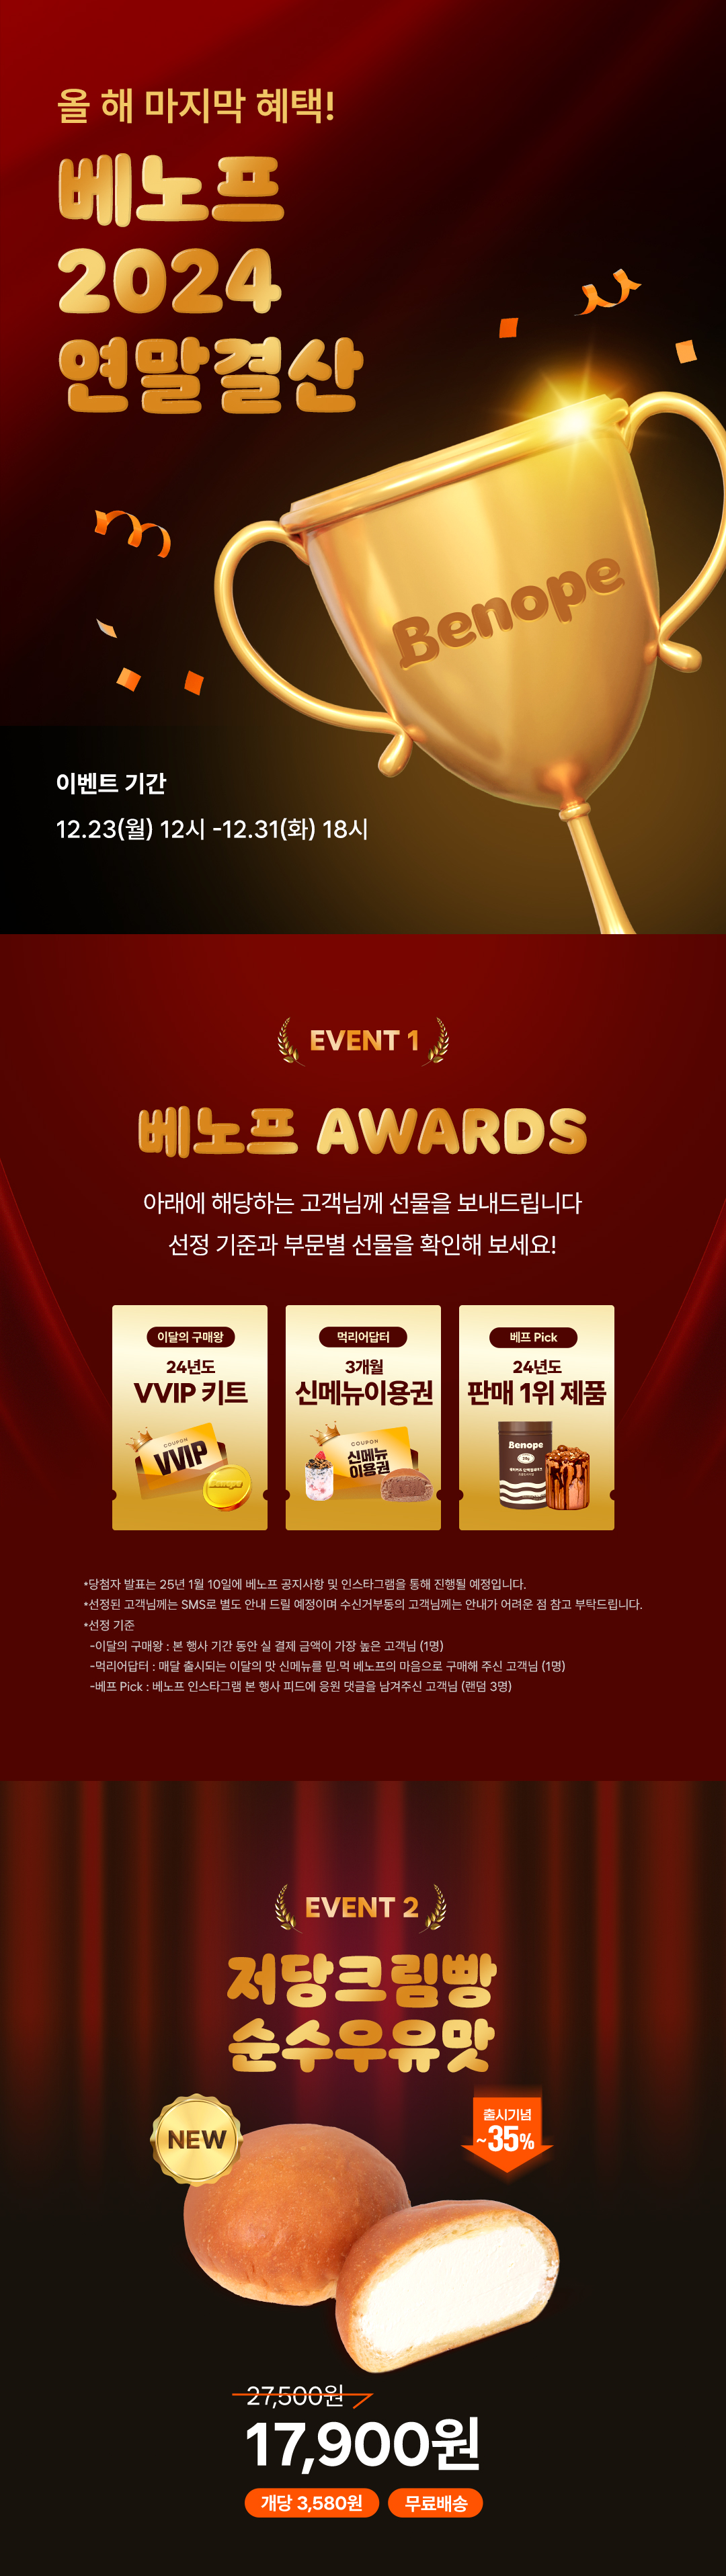 올 해 마지막 혜택!
베노프
2024
연말결산
Benope
이벤트 기간
12.23(월) 12시 -12.31(화) 18시
EVENT 1
베노프 AWARDS
아래에 해당하는 고객님께 선물을 보내드립니다
선정 기준과 부문별 선물을 확인해 보세요!
이달의 구매왕
24년도
VVIP 키트
COUPON
VVIP
먹리어답터
3개월
신메뉴이용권
COUPON
신메뉴
이용권
베프 Pick
24년도
판매 1위 제품
Benope
*당첨자 발표는 25년 1월 10일에 베노프 공지사항 및 인스타그램을 통해 진행될 예정입니다.
*선정된 고객님께는 SMS로 별도 안내 드릴 예정이며 수신거부동의 고객님께는 안내가 어려운 점 참고 부탁드립니다.
*선정 기준
-이달의 구매왕 : 본 행사 기간 동안 실 결제 금액이 가장 높은 고객님 (1명)
-먹리어답터 : 매달 출시되는 이달의 맛 신메뉴를 믿.먹 베노프의 마음으로 구매해 주신 고객님 (1명)
-베프 Pick : 베노프 인스타그램 본 행사 피드에 응원 댓글을 남겨주신 고객님 (랜덤 3명)
EVENT 2
저당크림빵
순수우유맛
NEW
출시기념
~35%
27,500원
17,900원
개당 3,580원
무료배송